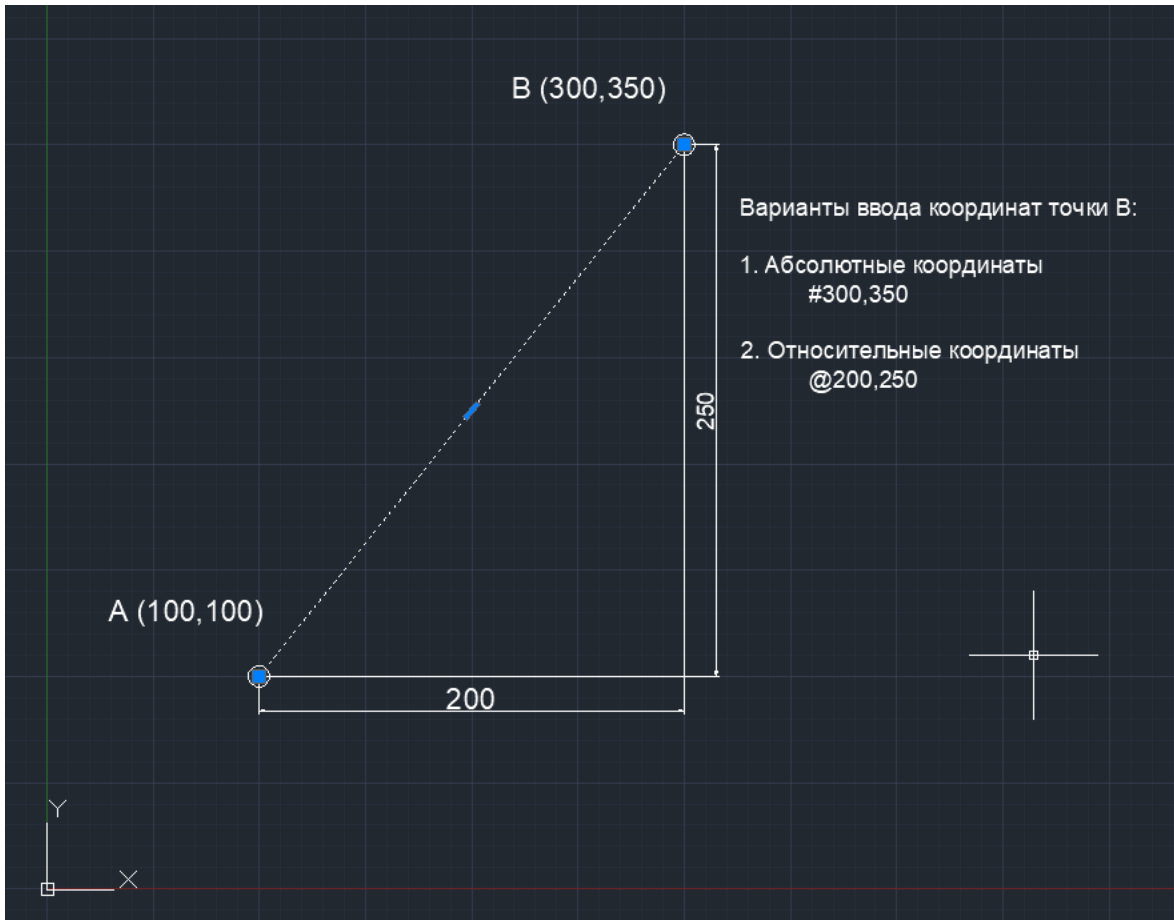 B (300,350)
Варианты ввода координат точки B:
1. Абсолютные координаты
#300,350
2. Относительные координаты
@200,250
250
A (100,100)
200
Y
X